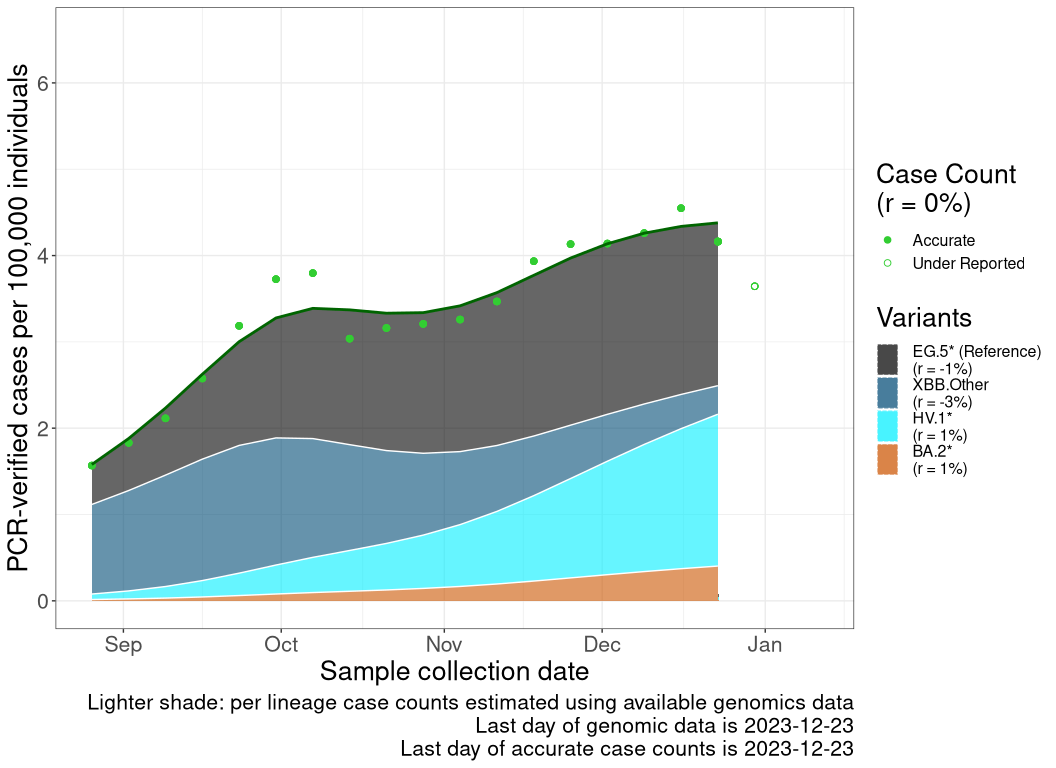 PCR-verified cases per 100,000 individuals
6
4
2
0
Sep Oct Nov Dec Jan
Sample collection date
Lighter shade: per lineage case counts estimated using available genomics data
Last day of genomic data is 2023-12-23
Last day of accurate case counts is 2023-12-23
Case Count
(r = 0%)
Accurate
Under Reported
Variants
EG.5* (Reference)
(r = -1%)
XBB.Other
(r = -3%)
HV.1*
(r = 1%)
BA.2*
(r = 1%)